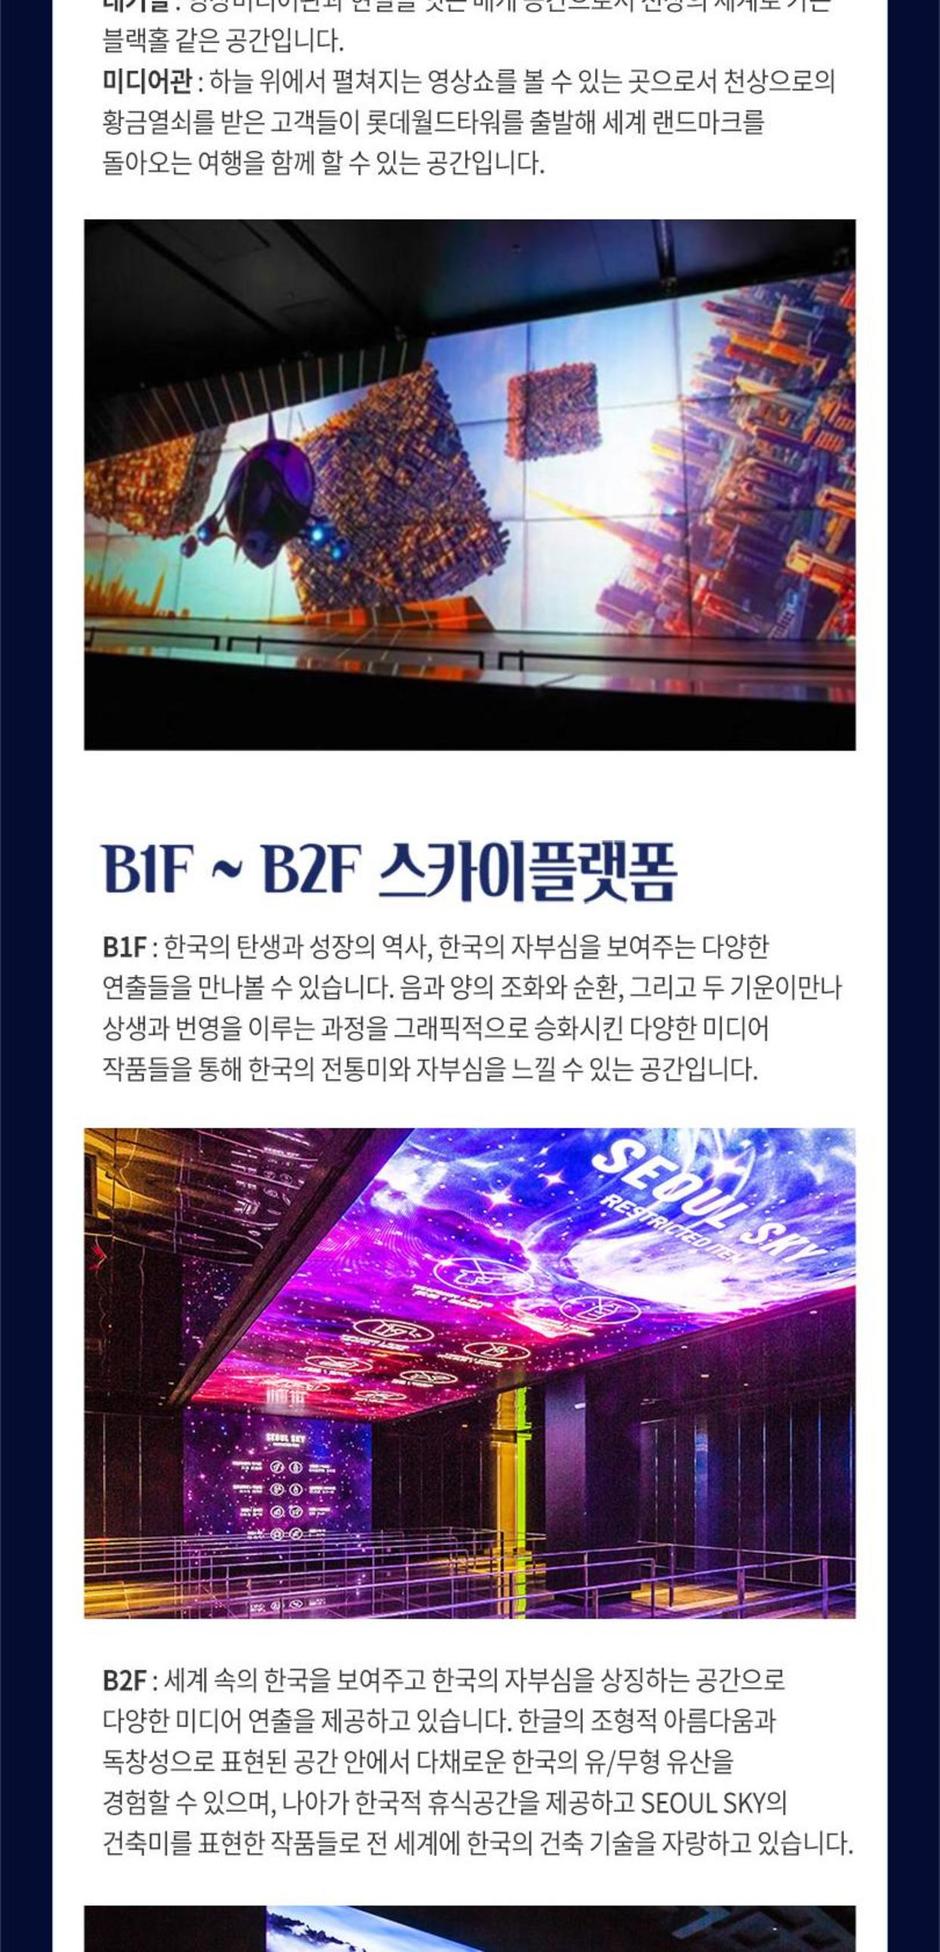 블랙홀 같은 공간입니다.
미디어관 : 하늘 위에서 펼쳐지는 영상쇼를 볼 수 있는 곳으로서 천상으로의
황금열쇠를 받은 고객들이 롯데월드타워를 출발해 세계 랜드마크를
돌아오는 여행을 함께 할 수 있는 공간입니다.
B1F ~ B2F 스카이플랫폼
B1F : 한국의 탄생과 성장의 역사, 한국의 자부심을 보여주는 다양한
연출들을 만나볼 수 있습니다. 음과 양의 조화와 순환, 그리고 두 기운이만나
상생과 번영을 이루는 과정을 그래픽적으로 승화시킨 다양한 미디어
작품들을 통해 한국의 전통미와 자부심을 느낄 수 있는 공간입니다.
SEOUL SKY
RESTRICTED
SEOUL SKY
B2F : 세계 속의 한국을 보여주고 한국의 자부심을 상징하는 공간으로
다양한 미디어 연출을 제공하고 있습니다. 한글의 조형적 아름다움과
독창성으로 표현된 공간 안에서 다채로운 한국의 유/무형 유산을
경험할 수 있으며, 나아가 한국적 휴식공간을 제공하고 SEOUL SKY의
건축미를 표현한 작품들로 전 세계에 한국의 건축 기술을 자랑하고 있습니다.